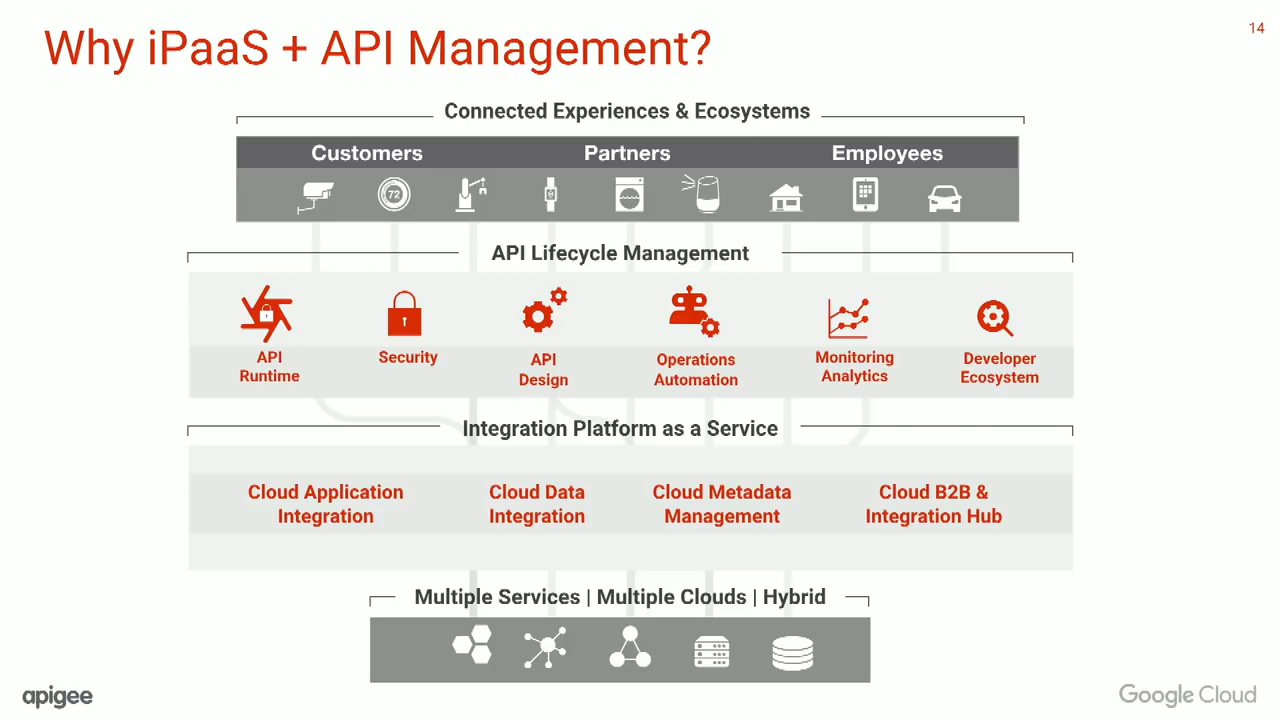 Why iPaaS + API Management?
14
Connected Experiences & Ecosystems
Customers
Partners
Employees
72
API Lifecycle Management
API
Runtime
Security
API
Design
Operations
Automation
Monitoring
Analytics
Developer
Ecosystem
Integration Platform as a Service
Cloud Application
Integration
Cloud Data
Integration
Cloud Metadata
Management
Cloud B2B &
Integration Hub
Multiple Services | Multiple Clouds | Hybrid
apigee
Google Cloud